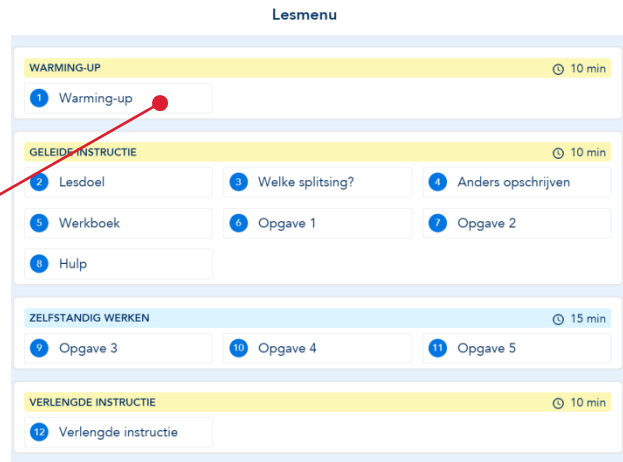 Lesmenu
WARMING-UP 10 min
1 Warming-up
GELEIDE INSTRUCTIE 10 min
2 Lesdoel 3 Welke splitsing? 4 Anders opschrijven
5 Werkboek 6 Opgave 1 7 Opgave 2
8 Hulp
ZELFSTANDIG WERKEN 15 min
9 Opgave 3 10 Opgave 4 11 Opgave 5
VERLENGDE INSTRUCTIE 10 min
12 Verlengde instructie